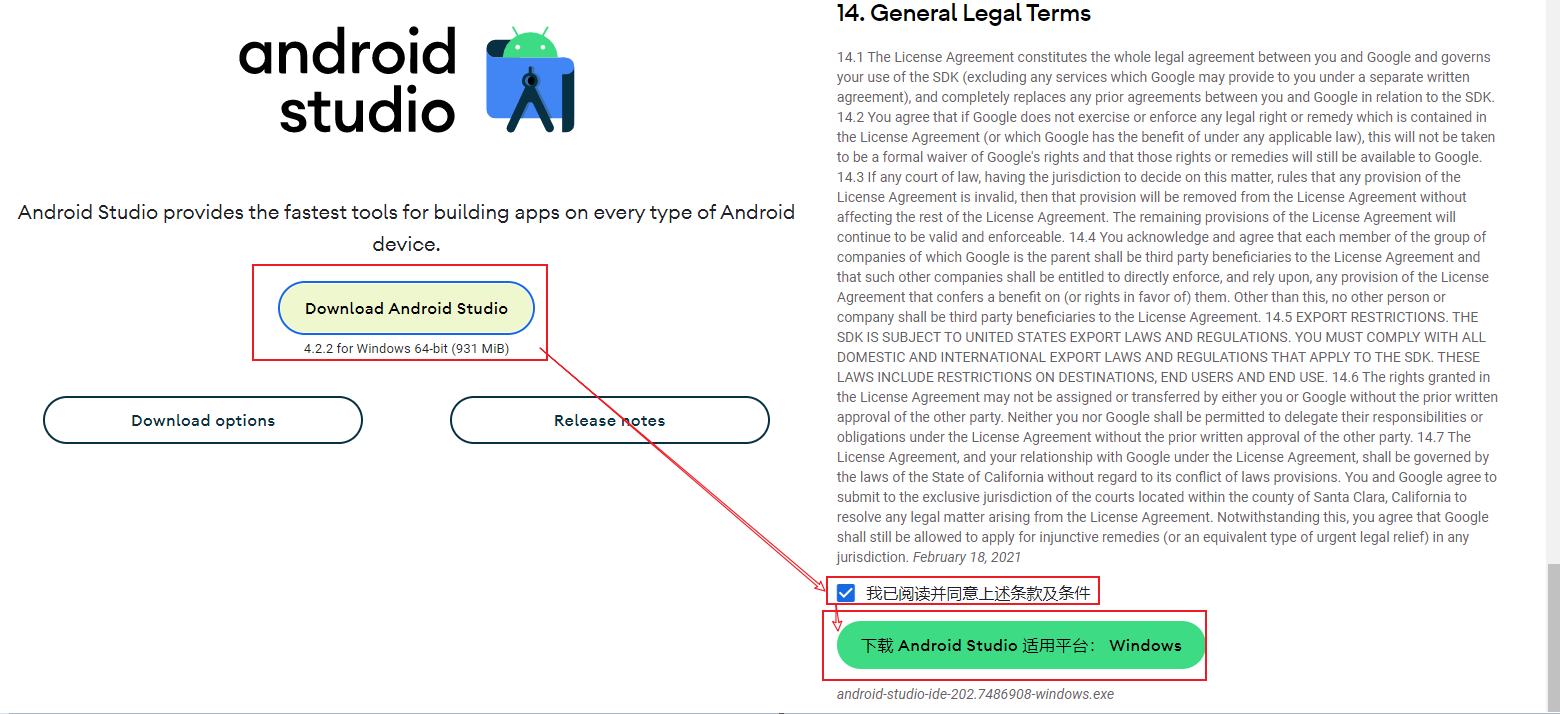 android
studio
Android Studio provides the fastest tools for building apps on every type of Android
device.
Download Android Studio
4.2.2 for Windows 64-bit (931 MiB)
Download options
Release notes
14. General Legal Terms
14.1 The License Agreement constitutes the whole legal agreement between you and Google and governs
your use of the SDK (excluding any services which Google may provide to you under a separate written
agreement), and completely replaces any prior agreements between you and Google in relation to the SDK.
14.2 You agree that if Google does not exercise or enforce any legal right or remedy which is contained in
the License Agreement (or which Google has the benefit of under any applicable law), this will not be taken
to be a formal waiver of Google's rights and that those rights or remedies will still be available to Google.
14.3 If any court of law, having the jurisdiction to decide on this matter, rules that any provision of the
License Agreement is invalid, then that provision will be removed from the License Agreement without
affecting the rest of the License Agreement. The remaining provisions of the License Agreement will
continue to be valid and enforceable. 14.4 You acknowledge and agree that each member of the group of
companies of which Google is the parent shall be third party beneficiaries to the License Agreement and
that such other companies shall be entitled to directly enforce, and rely upon, any provision of the License
Agreement that confers a benefit on (or rights in favor of) them. Other than this, no other person or
company shall be third party beneficiaries to the License Agreement. 14.5 EXPORT RESTRICTIONS. THE
SDK IS SUBJECT TO UNITED STATES EXPORT LAWS AND REGULATIONS. YOU MUST COMPLY WITH ALL
DOMESTIC AND INTERNATIONAL EXPORT LAWS AND REGULATIONS THAT APPLY TO THE SDK. THESE
LAWS INCLUDE RESTRICTIONS ON DESTINATIONS, END USERS AND END USE. 14.6 The rights granted in
the License Agreement may not be assigned or transferred by either you or Google without the prior written
approval of the other party. Neither you nor Google shall be permitted to delegate their responsibilities or
obligations under the License Agreement without the prior written approval of the other party. 14.7 The
License Agreement, and your relationship with Google under the License Agreement, shall be governed by
the laws of the State of California without regard to its conflict of laws provisions. You and Google agree to
submit to the exclusive jurisdiction of the courts located within the county of Santa Clara, California to
resolve any legal matter arising from the License Agreement. Notwithstanding this, you agree that Google
shall still be allowed to apply for injunctive remedies (or an equivalent type of urgent legal relief) in any
jurisdiction. February 18, 2021
我已阅读并同意上述条款及条件
下载 Android Studio 适用平台： Windows
android-studio-ide-202.7486908-windows.exe